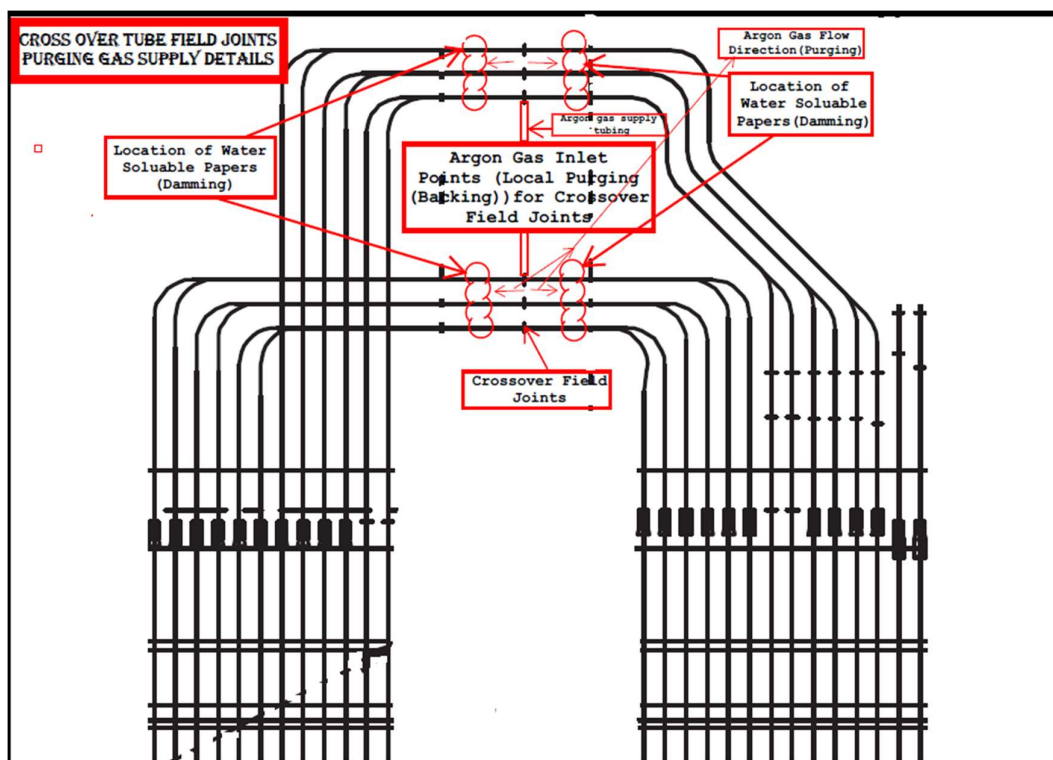 CROSS OVER TUBE FIELD JOINTS
PURGING GAS SUPPLY DETAILS
Argon Gas Flow
Direction(Purging)
Location of
Water Soluable
Papers(Damming)
Argon gas supply
tubing
Location of Water
Soluable Papers
(Damming)
Argon Gas Inlet
Points (Local Purging
(Backing))for Crossover
Field Joints
Crossover Field
Joints